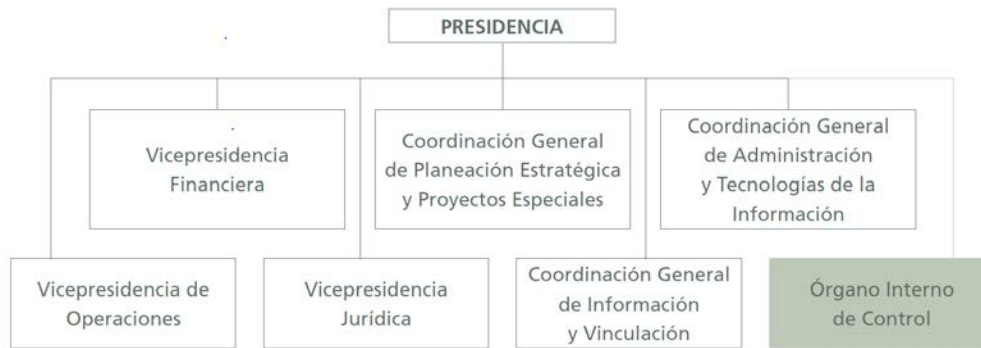 PRESIDENCIA
Vicepresidencia
Financiera
Coordinación General
de Planeación Estratégica
y Proyectos Especiales
Coordinación General
de Administración
y Tecnologías de la
Información
Vicepresidencia de
Operaciones
Vicepresidencia
Jurídica
Coordinación General
de Información
y Vinculación
Órgano Interno
de Control